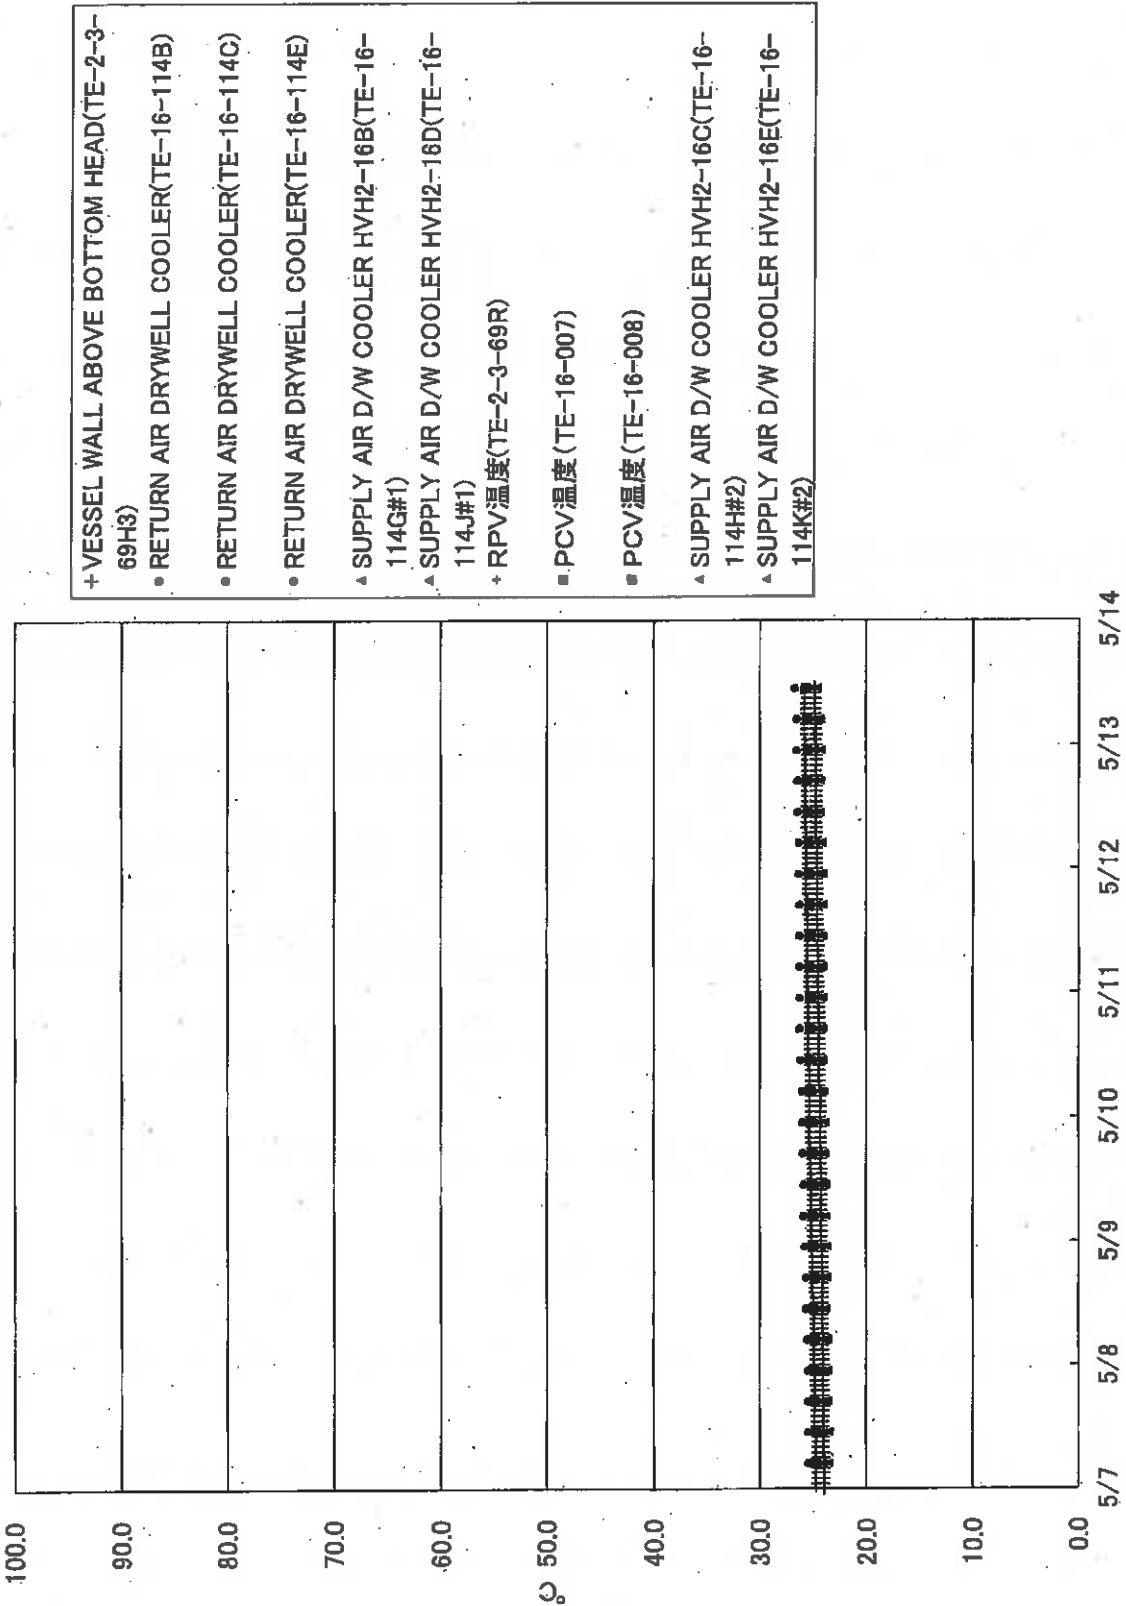 100.0
90.0
80.0
70.0
60.0
50.0
40.0
30.0
20.0
10.0
0.0
℃
5/7
5/8
5/9
5/10
5/11
5/12
5/13
5/14
+VESSEL WALL ABOVE BOTTOM HEAD(TE-2-3-
69H3)
● RETURN AIR DRYWELL COOLER(TE-16-114B)
● RETURN AIR DRYWELL COOLER(TE-16-114C)
● RETURN AIR DRYWELL COOLER(TE-16-114E)
▲ SUPPLY AIR D/W COOLER HVH2-16B(TE-16-
114G#1)
▲ SUPPLY AIR D/W COOLER HVH2-16D(TE-16-
114J#1)
+ RPV温度(TE-2-3-69R)
■ PCV温度(TE-16-007)
■ PCV温度(TE-16-008)
▲ SUPPLY AIR D/W COOLER HVH2-16C(TE-16-
114H#2)
▲ SUPPLY AIR D/W COOLER HVH2-16E(TE-16-
114K#2)